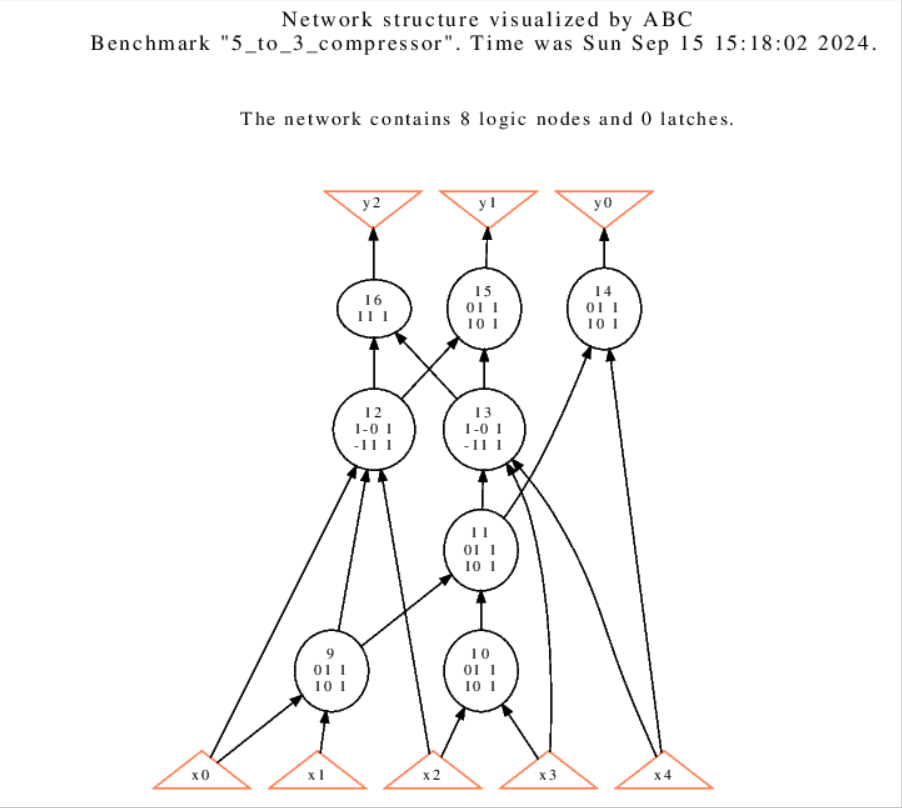 Network structure visualized by ABC
Benchmark "5_to_3_compressor". Time was Sun Sep 15 15:18:02 2024.
The network contains 8 logic nodes and 0 latches.
y2
y1
y0
16
11 1
15
01 1
10 1
14
01 1
10 1
12
1-0 1
-11 1
13
1-0 1
-11 1
11
01 1
10 1
9
01 1
10 1
10
01 1
10 1
x0
x1
x2
x3
x4